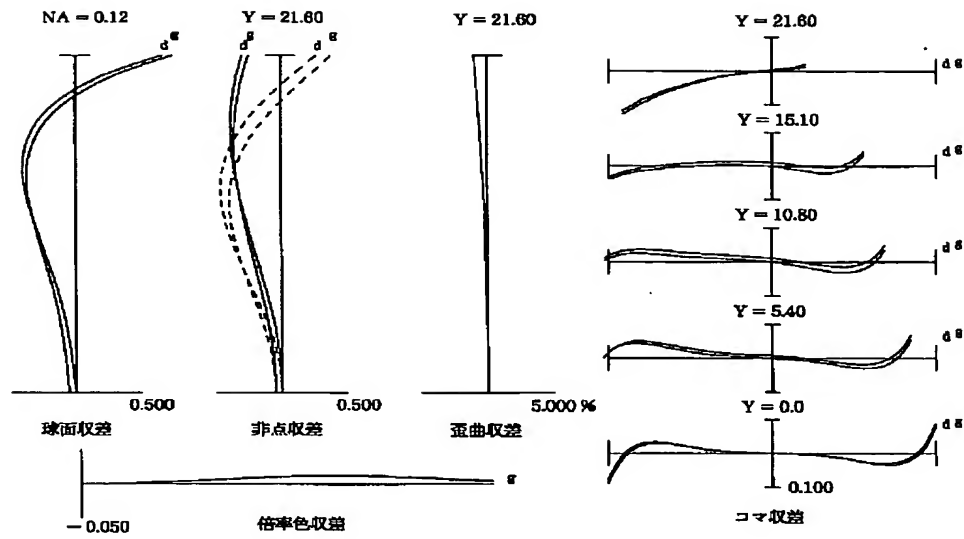 NA = 0.12
Y = 21.60
Y = 21.60
Y = 21.60
d g
d g
d g
d g
Y = 15.10
d g
Y = 10.80
d g
Y = 5.40
d g
0.500
0.500
5.000 %
Y = 0.0
球面収差
非点収差
歪曲収差
d g
g
0.100
-0.050
倍率色収差
コマ収差